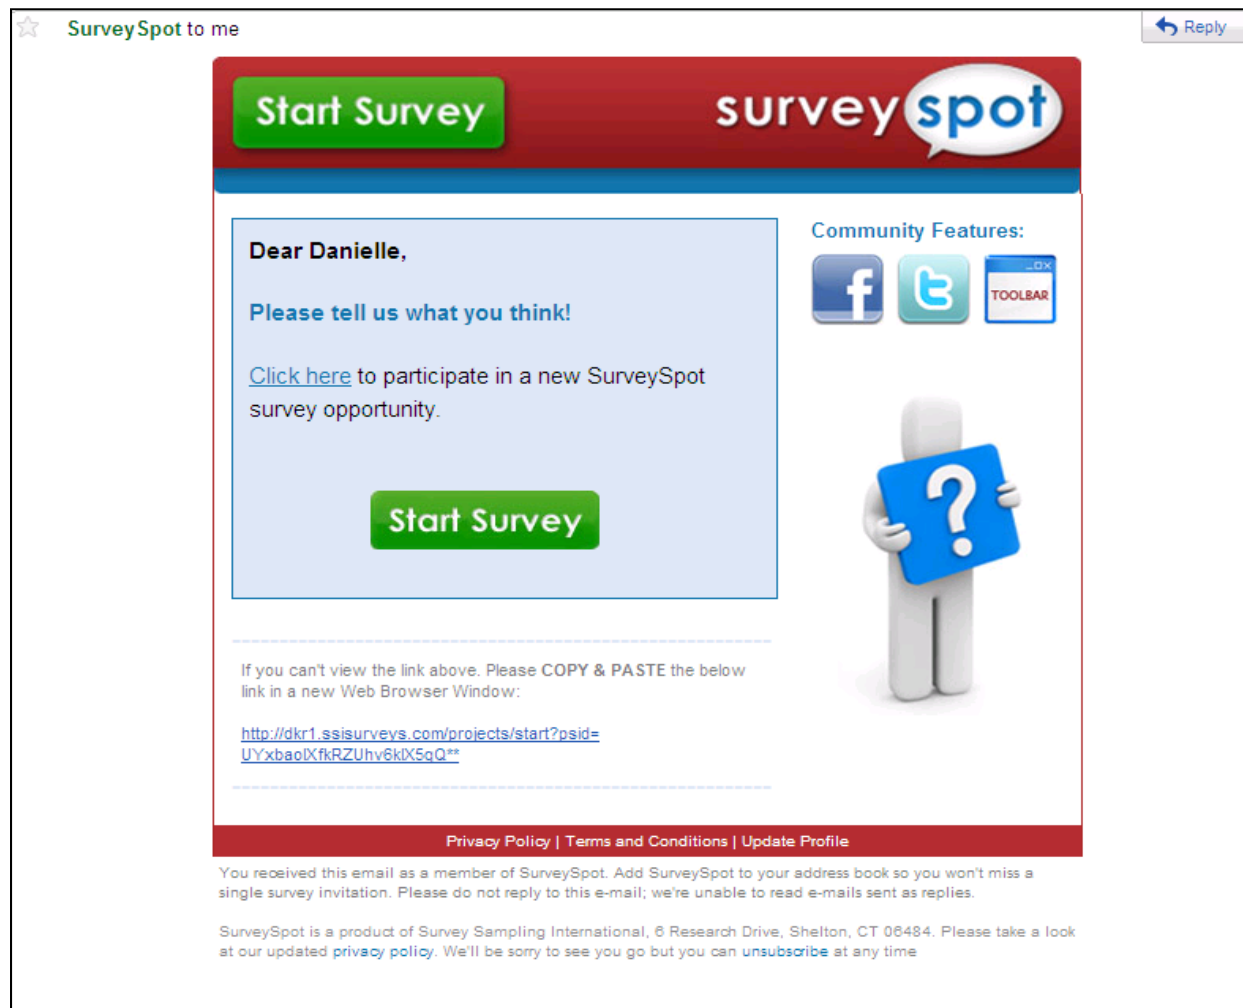 SurveySpot to me
Reply
Start Survey
surveyspot
Dear Danielle,
Please tell us what you think!
Click here to participate in a new SurveySpot
survey opportunity.
Start Survey
Community Features:
f
t
TOOLBAR
?
If you can't view the link above. Please COPY & PASTE the below
link in a new Web Browser Window:
http://dkr1.ssisurveys.com/projects/start?psid=
UYxbaolXfkRZUhv6klX5qQ**
Privacy Policy | Terms and Conditions | Update Profile
You received this email as a member of SurveySpot. Add SurveySpot to your address book so you won't miss a
single survey invitation. Please do not reply to this e-mail; we're unable to read e-mails sent as replies.
SurveySpot is a product of Survey Sampling International, 6 Research Drive, Shelton, CT 06484. Please take a look
at our updated privacy policy. We'll be sorry to see you go but you can unsubscribe at any time